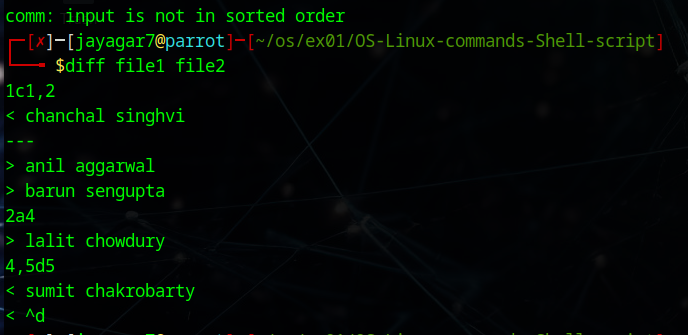 comm: input is not in sorted order
┌─[✗]─[jayagar7@parrot]─[~/os/ex01/OS-Linux-commands-Shell-script]
└──╼ $diff file1 file2
1c1,2
< chanchal singhvi
---
> anil aggarwal
> barun sengupta
2a4
> lalit chowdury
4,5d5
< sumit chakrobarty
< ^d